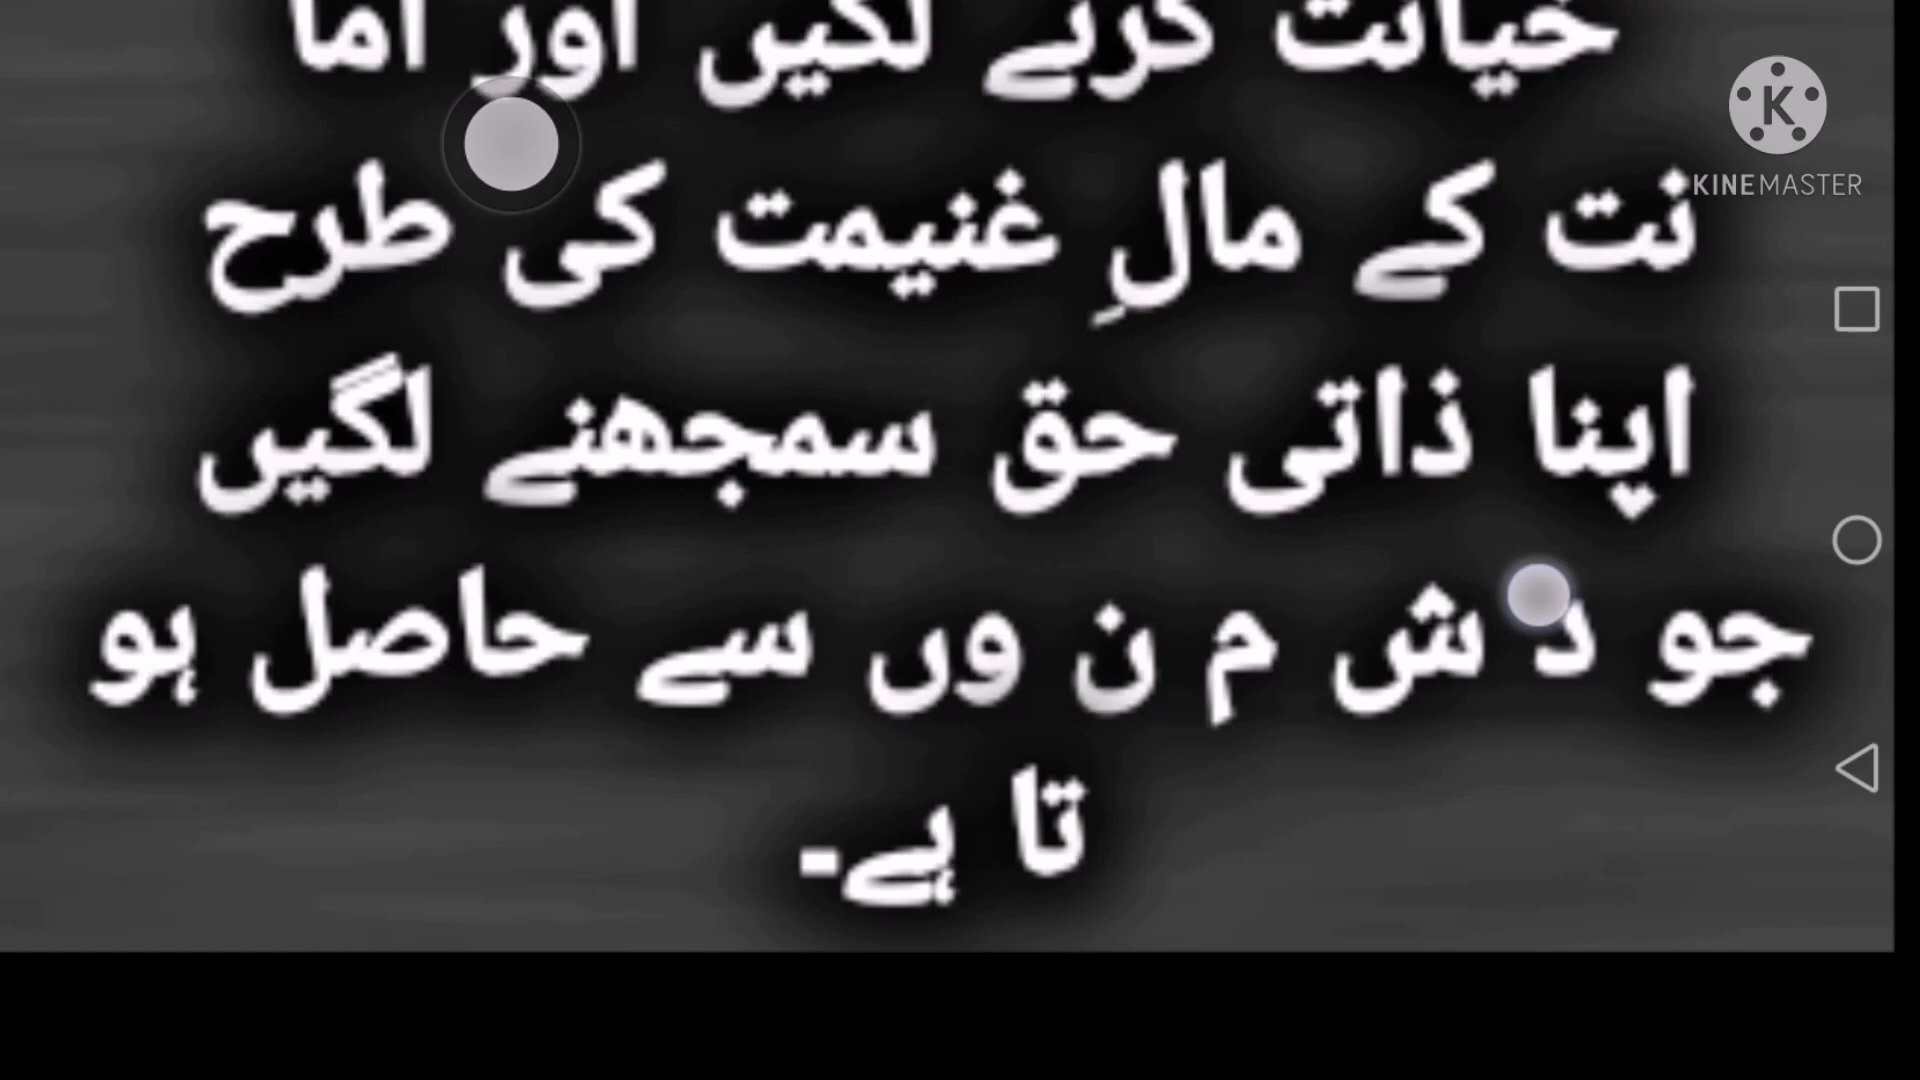 خیانت کرنے لگیں اور اما
نت کے مالِ غنیمت کی طرح
اپنا ذاتی حق سمجھنے لگیں
جو د ش م ن وں سے حاصل ہو
تا ہے۔
K
KINEMASTER